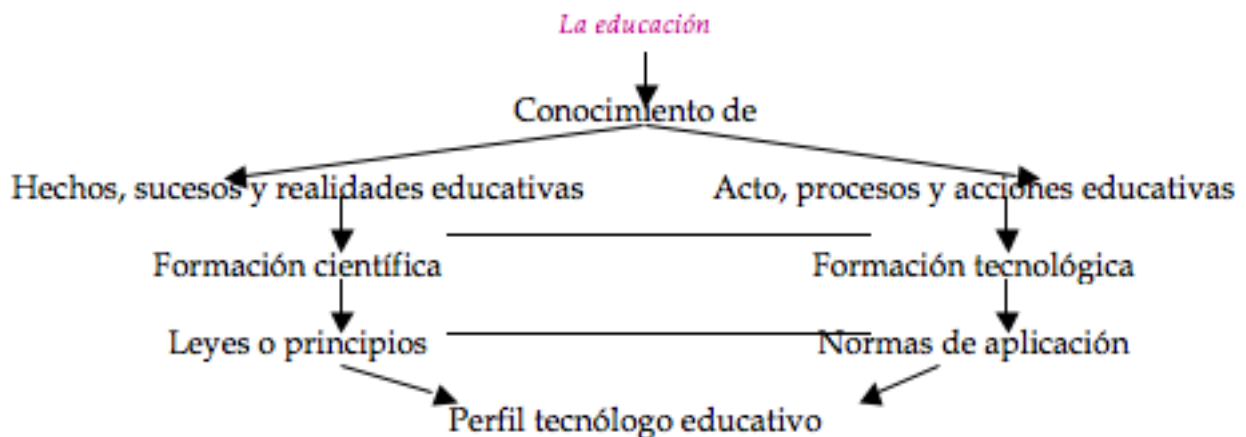 La educación
Conocimiento de
Hechos, sucesos y realidades educativas
Acto, procesos y acciones educativas
Formación científica
Formación tecnológica
Leyes o principios
Normas de aplicación
Perfil tecnólogo educativo